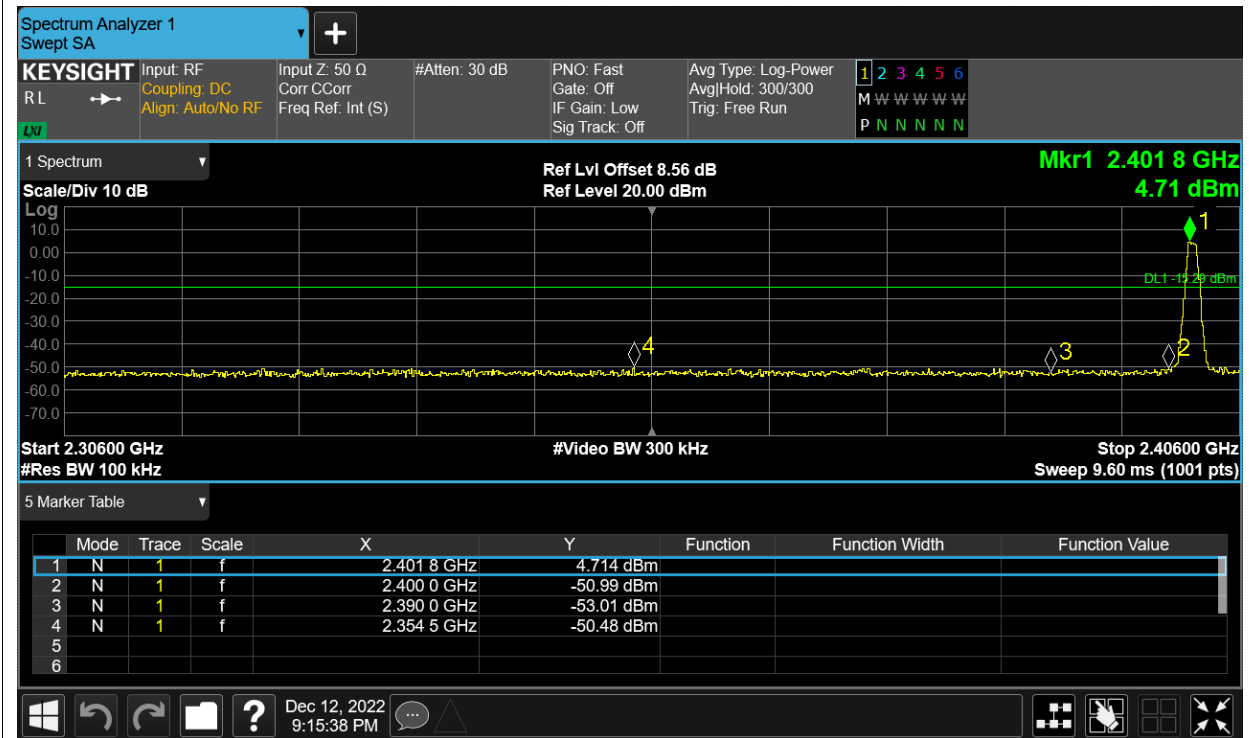 Spectrum Analyzer 1
Swept SA
KEYSIGHT
R L
LXI
Input: RF
Coupling: DC
Align: Auto/No RF
Input Z: 50 Ω
Corr CCorr
Freq Ref: Int (S)
#Atten: 30 dB
PNO: Fast
Gate: Off
IF Gain: Low
Sig Track: Off
Avg Type: Log-Power
Avg|Hold: 300/300
Trig: Free Run
1 2 3 4 5 6
M W W W W W
P N N N N N
1 Spectrum
Scale/Div 10 dB
Ref Lvl Offset 8.56 dB
Ref Level 20.00 dBm
Mkr1 2.401 8 GHz
4.71 dBm
Log
10.0
0.00
-10.0
-20.0
-30.0
-40.0
-50.0
-60.0
-70.0
1
DL1 -15.29 dBm
4
3
2
Start 2.30600 GHz
#Res BW 100 kHz
#Video BW 300 kHz
Stop 2.40600 GHz
Sweep 9.60 ms (1001 pts)
5 Marker Table
Mode Trace Scale X Y Function Function Width Function Value
1 N 1 f 2.401 8 GHz 4.714 dBm
2 N 1 f 2.400 0 GHz -50.99 dBm
3 N 1 f 2.390 0 GHz -53.01 dBm
4 N 1 f 2.354 5 GHz -50.48 dBm
5
6
?
Dec 12, 2022
9:15:38 PM